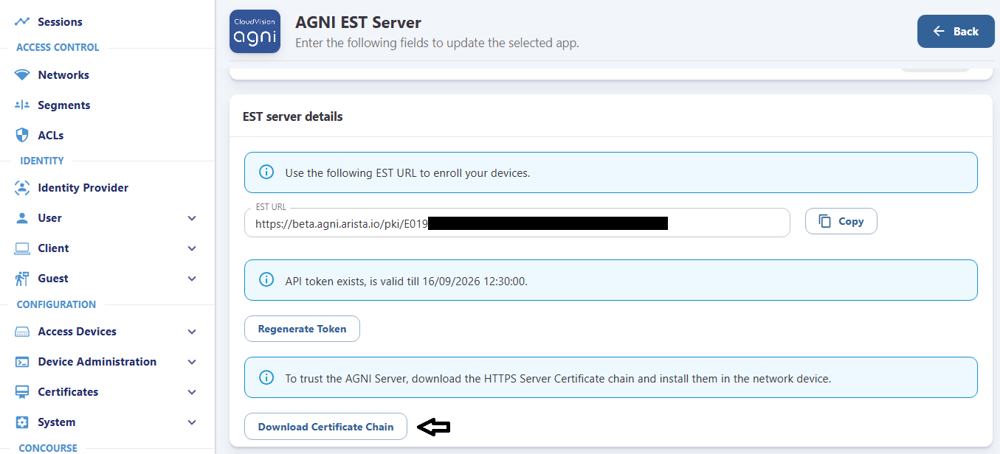 Sessions
ACCESS CONTROL
Networks
Segments
ACLs
IDENTITY
Identity Provider
User
Client
Guest
CONFIGURATION
Access Devices
Device Administration
Certificates
System
CONCOURSE
CloudVision
agni
AGNI EST Server
Enter the following fields to update the selected app.
Back
EST server details
Use the following EST URL to enroll your devices.
EST URL
https://beta.agni.arista.io/pki/E019
Copy
API token exists, is valid till 16/09/2026 12:30:00.
Regenerate Token
To trust the AGNI Server, download the HTTPS Server Certificate chain and install them in the network device.
Download Certificate Chain